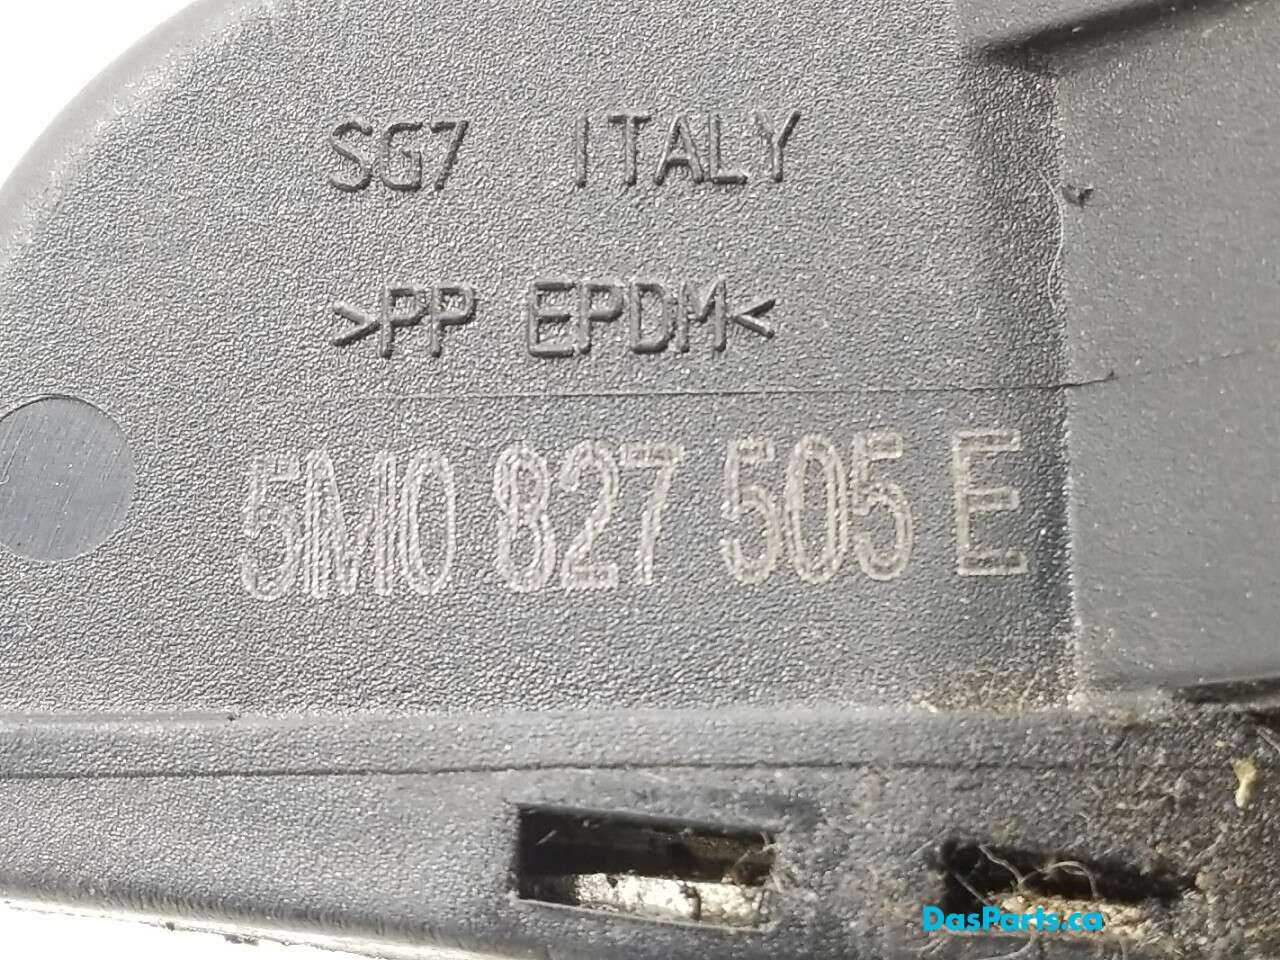 SG7 ITALY
>PP EPDM<
5M0 827 505 E
DasParts.ca